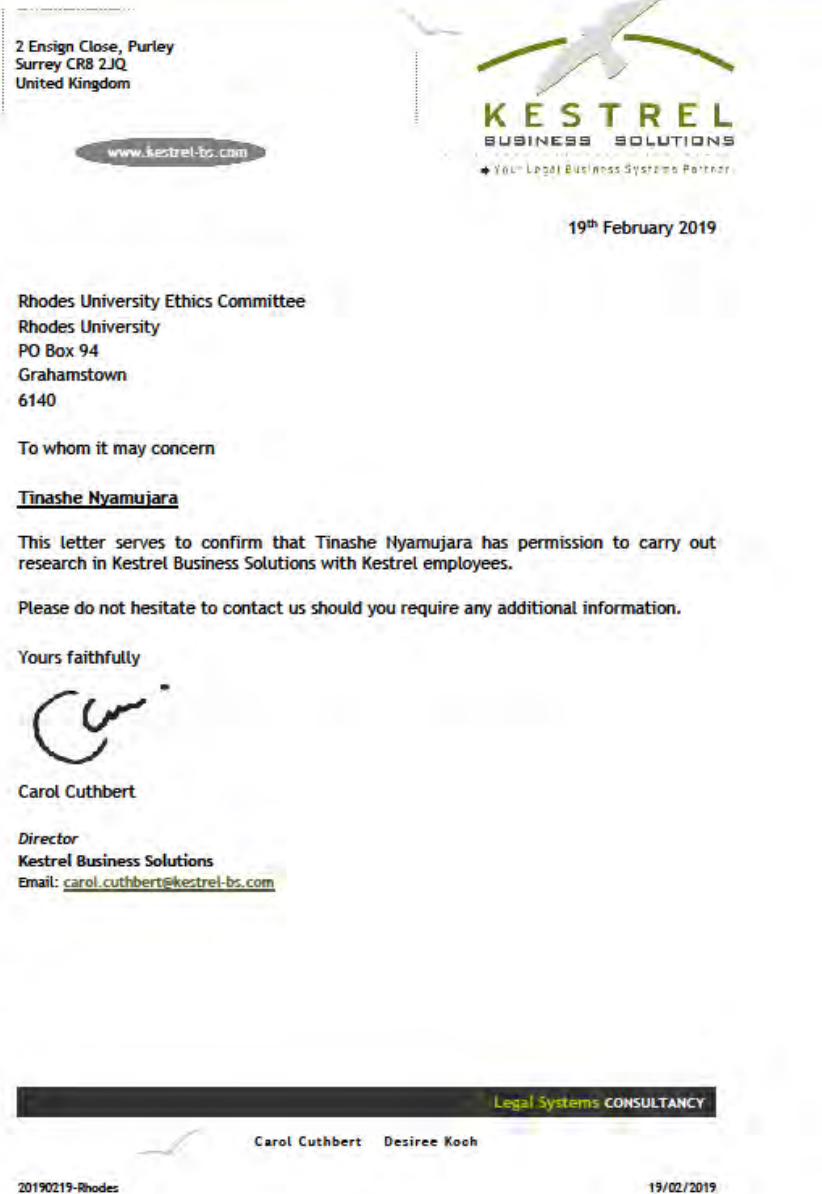 2 Ensign Close, Purley
Surrey CR8 2JQ
United Kingdom
www.kestrel-bs.com
KESTREL
BUSINESS SOLUTIONS
Your Legal Business Systems Partner
19th February 2019
Rhodes University Ethics Committee
Rhodes University
PO Box 94
Grahamstown
6140
To whom it may concern
Tinashe Nyamujara
This letter serves to confirm that Tinashe Nyamujara has permission to carry out
research in Kestrel Business Solutions with Kestrel employees.
Please do not hesitate to contact us should you require any additional information.
Yours faithfully
Carol Cuthbert
Director
Kestrel Business Solutions
Email: carol.cuthbert@kestrel-bs.com
Legal Systems CONSULTANCY
Carol Cuthbert Desiree Koch
20190219-Rhodes 19/02/2019